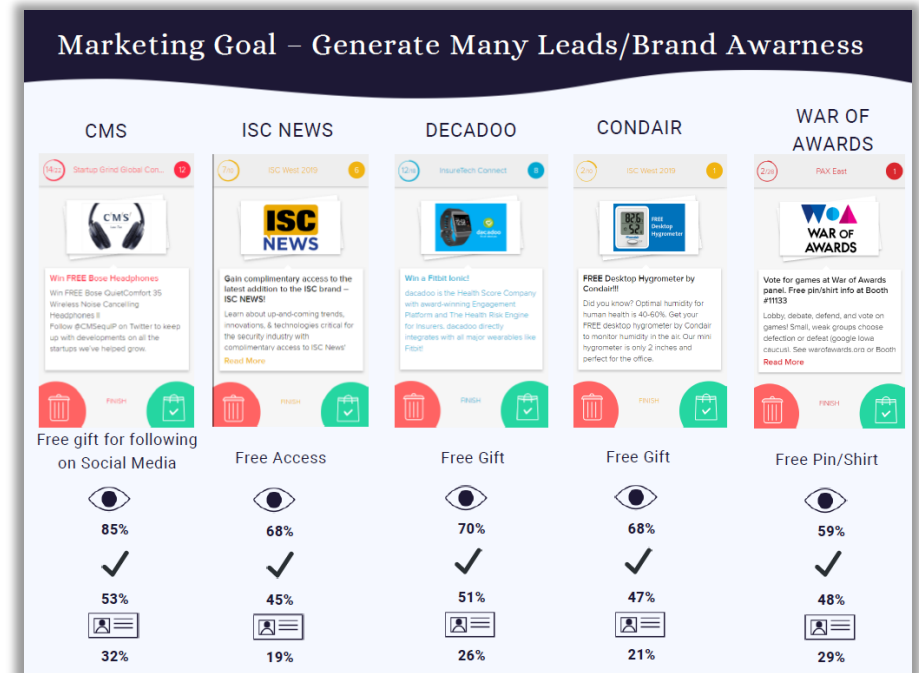 Marketing Goal – Generate Many Leads/Brand Awarness
CMS
14/22
Startup Grind Global Con...
12
CMS
Win FREE Bose Headphones
Win FREE Bose QuietComfort 35
Wireless Noise Cancelling
Headphones II
Follow @CMSequIP on Twitter to keep
up with developments on all the
startups we've helped grow.
FINISH
Free gift for following
on Social Media
85%
53%
32%
ISC NEWS
ISC West 2019
6
ISC
NEWS
Gain complimentary access to the
latest addition to the ISC brand –
ISC NEWS!
Learn about up-and-coming trends,
innovations, & technologies critical for
the security industry with
complimentary access to ISC News!
Read More
FINISH
Free Access
68%
45%
19%
DECADOO
InsureTech Connect
8
dacadoo
Win a Fitbit Ionic!
dacadoo is the Health Score Company
with award-winning Engagement
Platform and The Health Risk Engine
for Insurers. dacadoo directly
integrates with all major wearables like
Fitbit!
FINISH
Free Gift
70%
51%
26%
CONDAIR
ISC West 2019
1
82.6
52
FREE
Desktop
Hygrometer
FREE Desktop Hygrometer by
Condair!!!
Did you know? Optimal humidity for
human health is 40-60%. Get your
FREE desktop hygrometer by Condair
to monitor humidity in the air. Our mini
hygrometer is only 2 inches and
perfect for the office.
FINISH
Free Gift
68%
47%
21%
WAR OF
AWARDS
2/28
PAX East
1
WAR OF
AWARDS
Vote for games at War of Awards
panel. Free pin/shirt info at Booth
#11133
Lobby, debate, defend, and vote on
games! Small, weak groups choose
defection or defeat (google Iowa
caucus). See warofawards.org or Booth
Read More
FINISH
Free Pin/Shirt
59%
48%
29%